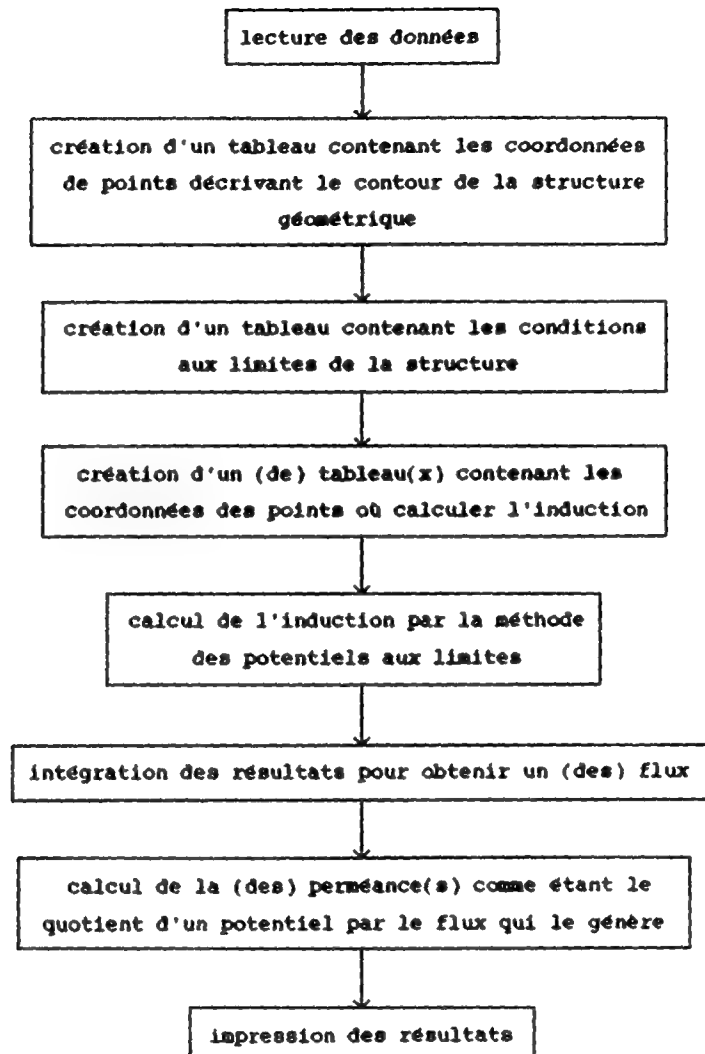 lecture des données
création d'un tableau contenant les coordonnées
de points décrivant le contour de la structure
géométrique
création d'un tableau contenant les conditions
aux limites de la structure
création d'un (de) tableau(x) contenant les
coordonnées des points où calculer l'induction
calcul de l'induction par la méthode
des potentiels aux limites
intégration des résultats pour obtenir un (des) flux
calcul de la (des) perméance(s) comme étant le
quotient d'un potentiel par le flux qui le génère
impression des résultats